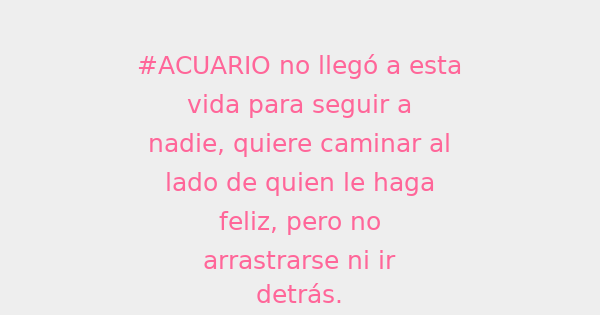 #ACUARIO no llegó a esta
vida para seguir a
nadie, quiere caminar al
lado de quien le haga
feliz, pero no
arrastrarse ni ir
detrás.